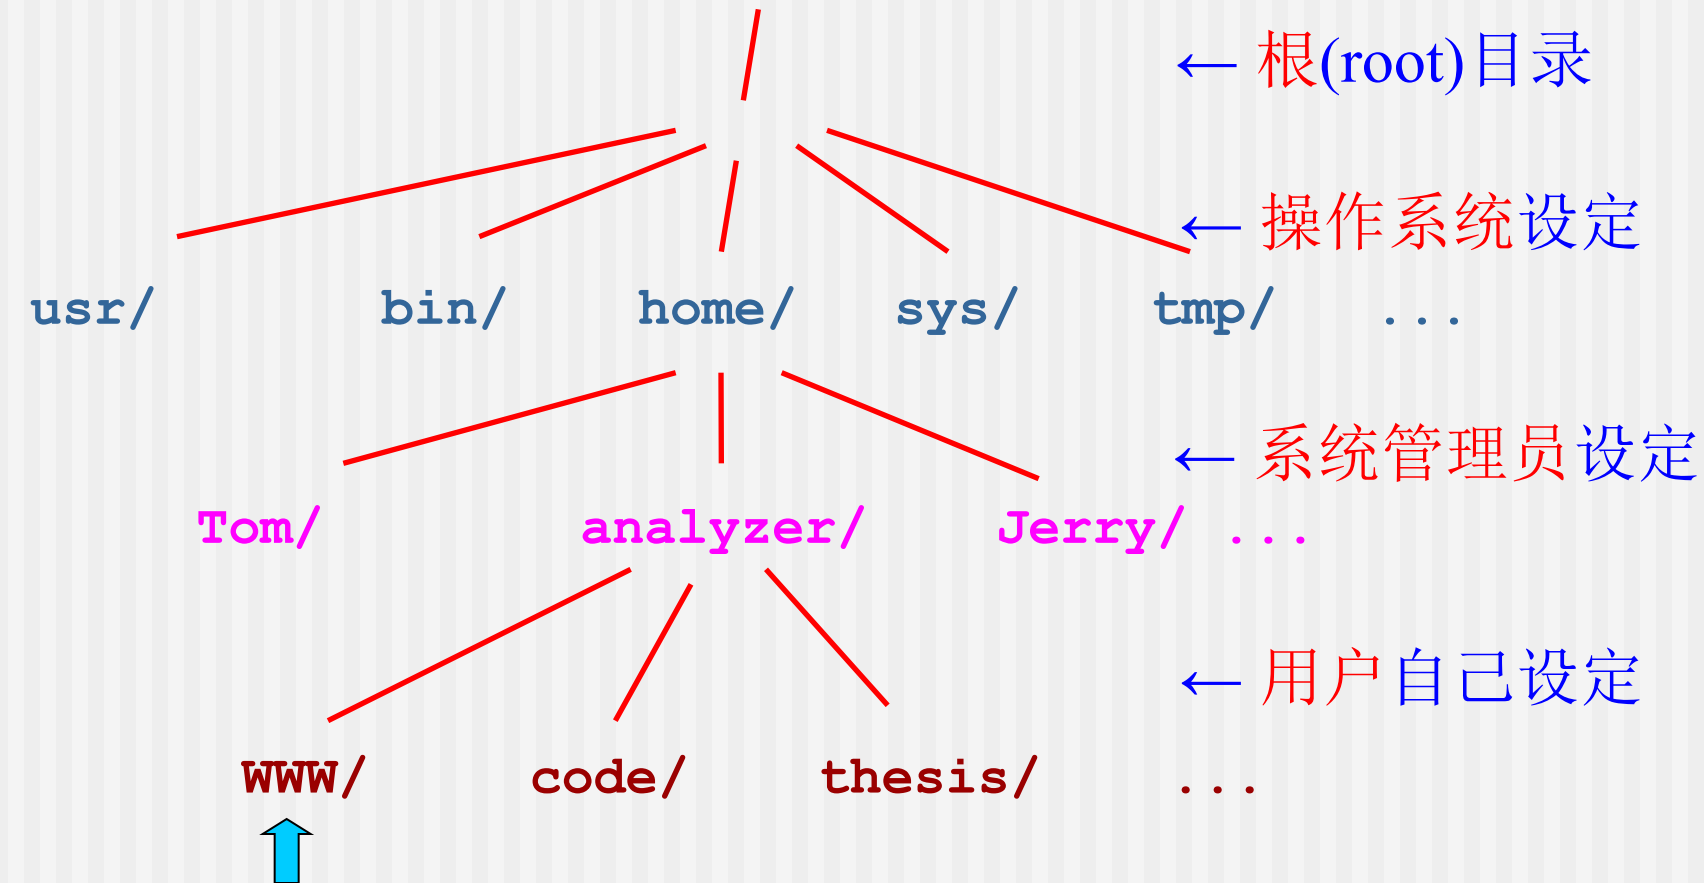 /
← 根(root)目录
← 操作系统设定
usr/ bin/ home/ sys/ tmp/ ...
← 系统管理员设定
Tom/ analyzer/ Jerry/ ...
← 用户自己设定
WWW/ code/ thesis/ ...